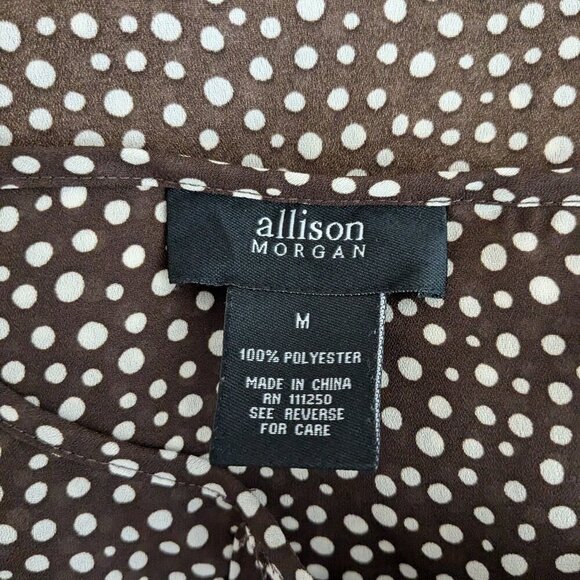 allison
MORGAN
M
100% POLYESTER
MADE IN CHINA
RN 111250
SEE REVERSE
FOR CARE